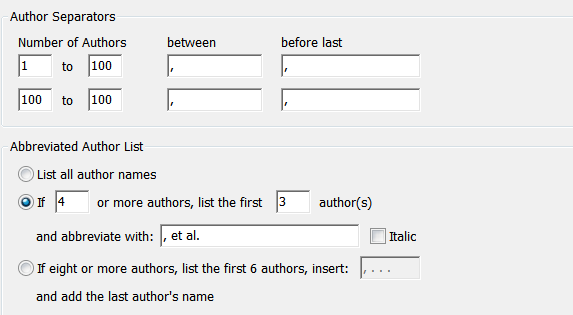 Author Separators
Number of Authors between before last
1 to 100 , ,
100 to 100 , ,
Abbreviated Author List
List all author names
If 4 or more authors, list the first 3 author(s)
and abbreviate with: , et al. Italic
If eight or more authors, list the first 6 authors, insert: , . . .
and add the last author's name